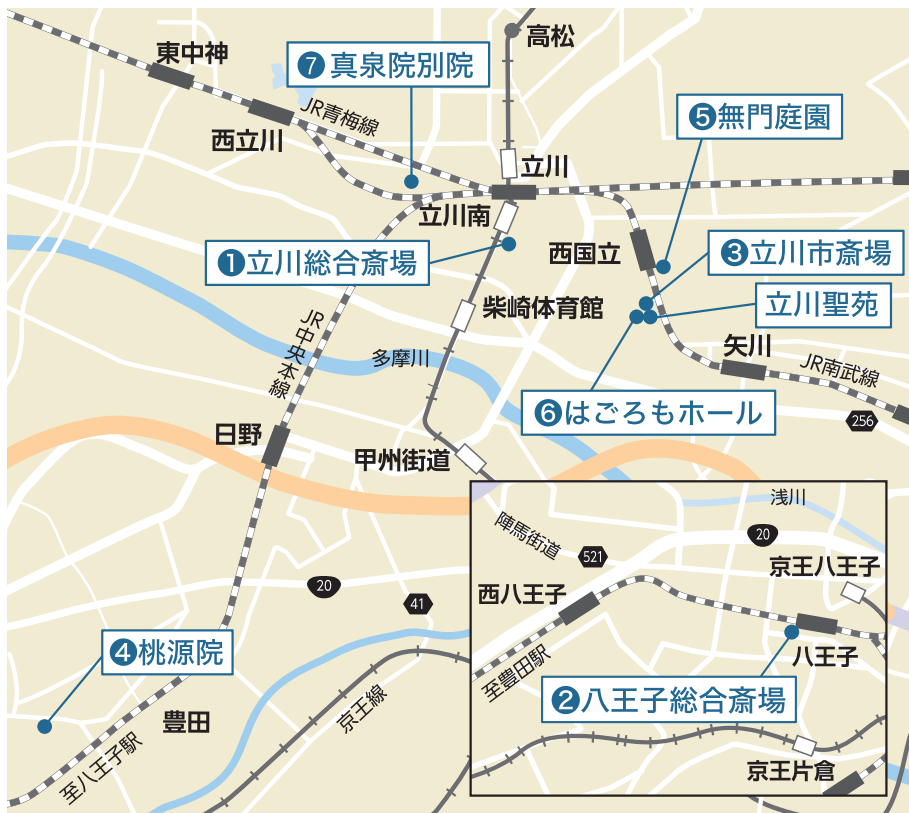 高松
東中神
❼真泉院別院
JR青梅線
西立川
❺無門庭園
立川
立川南
西国立
❸立川市斎場
❶立川総合斎場
立川聖苑
柴崎体育館
JR中央本線
多摩川
矢川
JR南武線
❻はごろもホール
256
日野
甲州街道
浅川
陣馬街道
20
521
京王八王子
西八王子
20
41
❹桃源院
八王子
至豊田駅
❷八王子総合斎場
京王線
豊田
至八王子駅
京王片倉